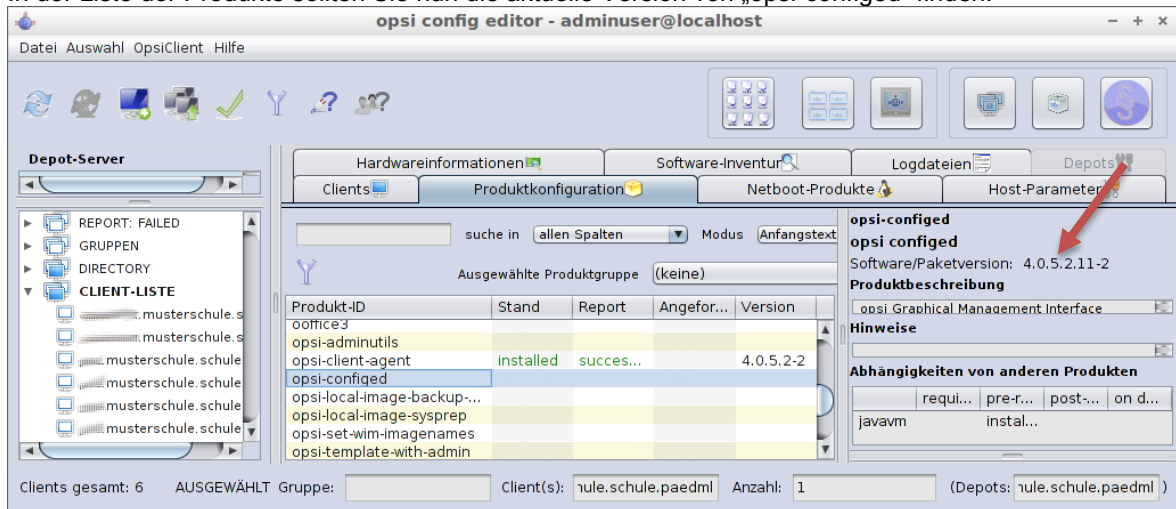 In der Liste der Produkte sollten Sie nun die aktuelle Version von „opsi-configed“ finden.
opsi config editor - adminuser@localhost
Datei Auswahl OpsiClient Hilfe
Depot-Server
REPORT: FAILED
GRUPPEN
DIRECTORY
CLIENT-LISTE
.musterschule.s
.musterschule.s
musterschule.schule
musterschule.schule
musterschule.schule
musterschule.schule
Hardwareinformationen Software-Inventur Logdateien Depots
Clients Produktkonfiguration Netboot-Produkte Host-Parameter
suche in allen Spalten Modus Anfangstext
Ausgewählte Produktgruppe (keine)
Produkt-ID Stand Report Angefor... Version
ooffice3
opsi-adminutils
opsi-client-agent installed succes... 4.0.5.2-2
opsi-configed
opsi-local-image-backup-...
opsi-local-image-sysprep
opsi-set-wim-imagenames
opsi-template-with-admin
opsi-configed
opsi configed
Software/Paketversion: 4.0.5.2.11-2
Produktbeschreibung
opsi Graphical Management Interface
Hinweise
Abhängigkeiten von anderen Produkten
requi... pre-r... post-... on d...
javavm instal...
Clients gesamt: 6 AUSGEWÄHLT Gruppe: Client(s): nule.schule.paedml Anzahl: 1 (Depots: nule.schule.paedml )